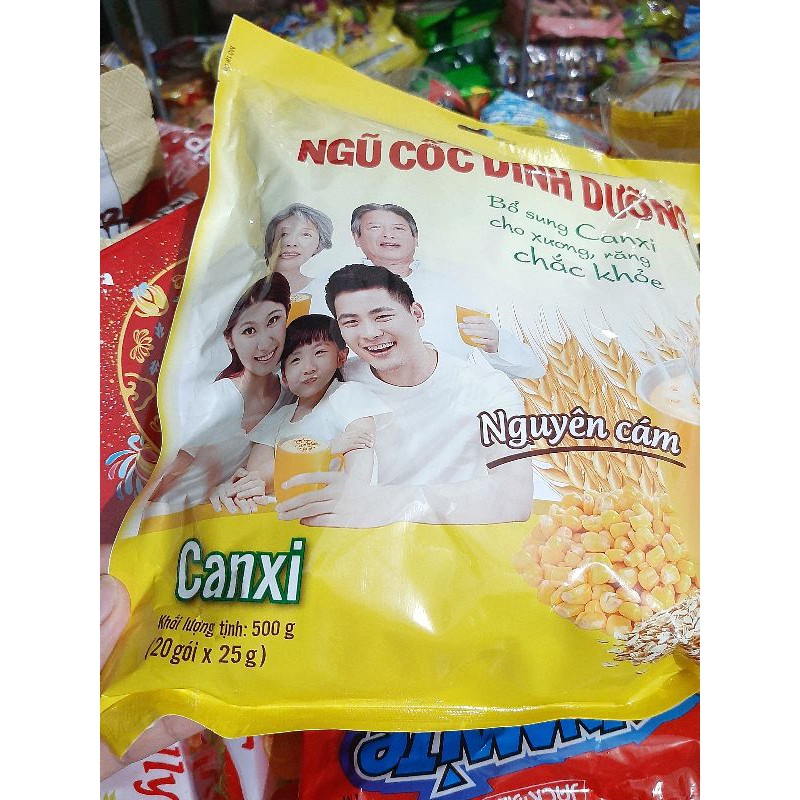 NGŨ CỐC DINH DƯỠNG
Bổ sung Canxi
cho xương, răng
chắc khỏe
Nguyên cám
Canxi
Khối lượng tịnh: 500 g
(20 gói x 25g)